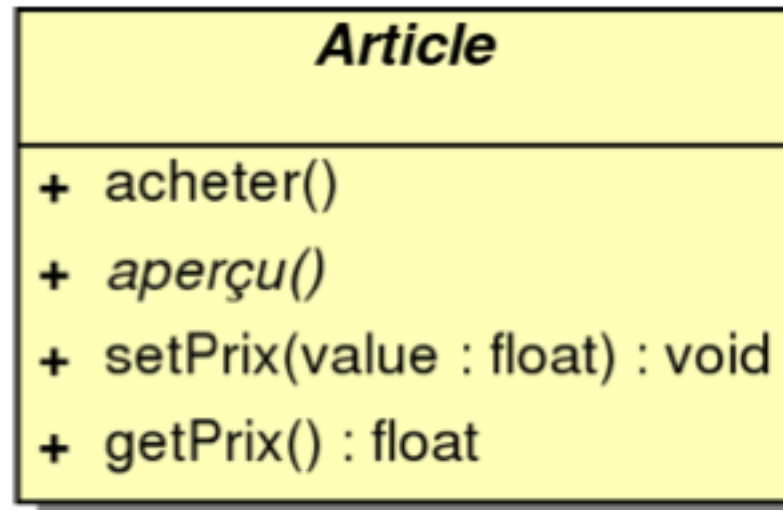 Article
+ acheter()
+ aperçu()
+ setPrix(value : float) : void
+ getPrix() : float